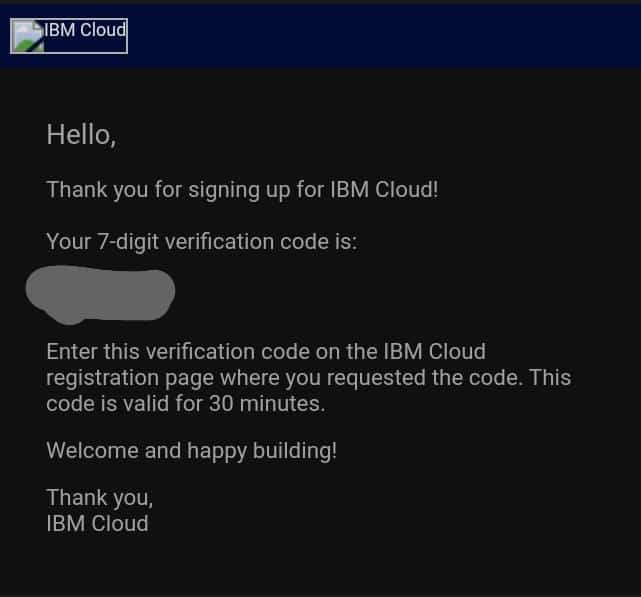 IBM Cloud
Hello,
Thank you for signing up for IBM Cloud!
Your 7-digit verification code is:
Enter this verification code on the IBM Cloud
registration page where you requested the code. This
code is valid for 30 minutes.
Welcome and happy building!
Thank you,
IBM Cloud